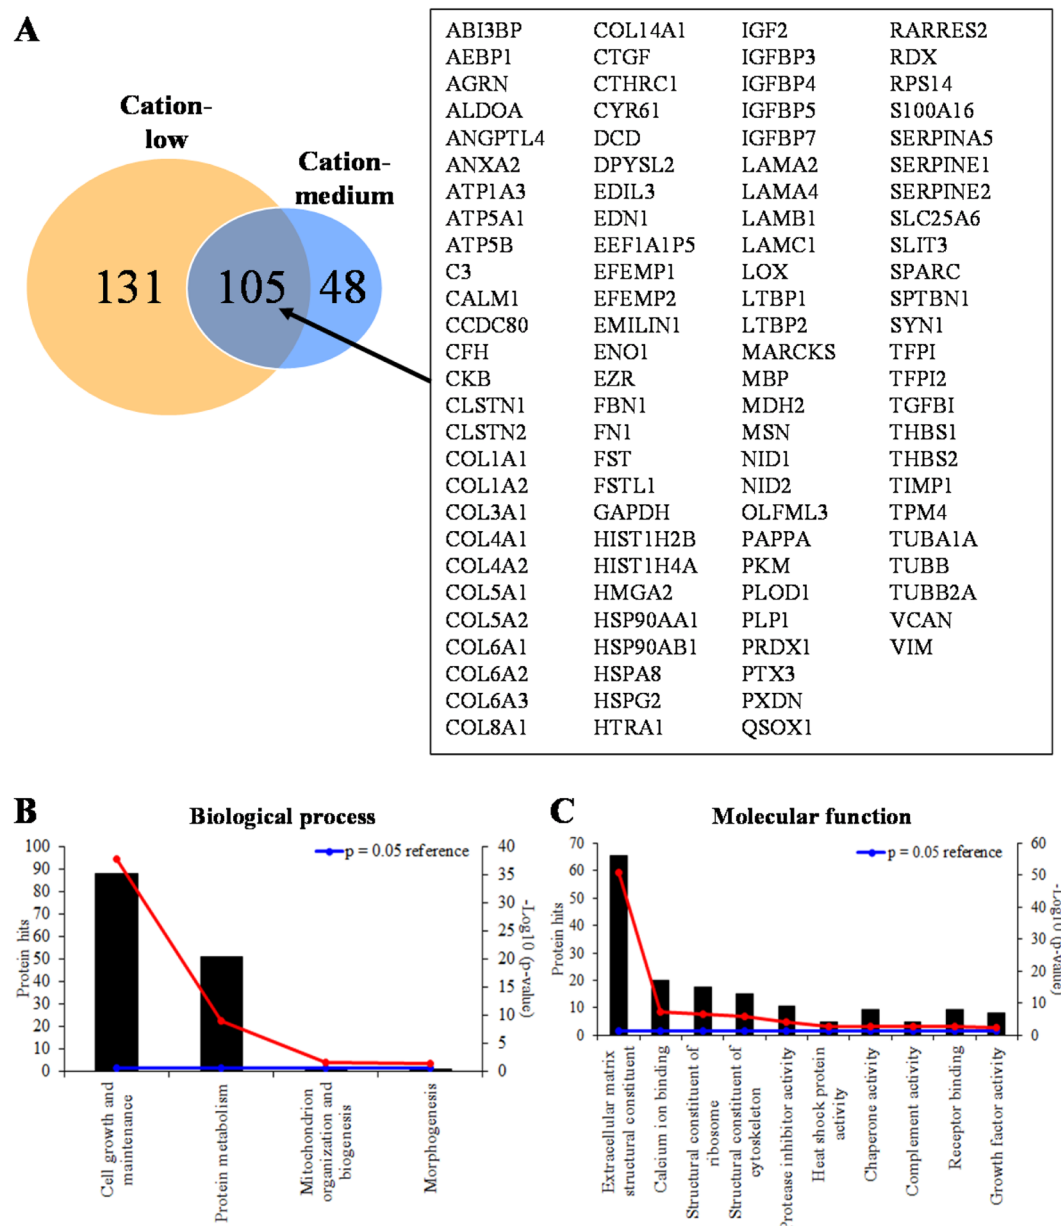 A
Cation-
low
Cation-
medium
131
105
48
ABI3BP COL14A1 IGF2 RARRES2
AEBP1 CTGF IGFBP3 RDX
AGRN CTHRC1 IGFBP4 RPS14
ALDOA CYR61 IGFBP5 S100A16
ANGPTL4 DCD IGFBP7 SERPINA5
ANXA2 DPYSL2 LAMA2 SERPINE1
ATP1A3 EDIL3 LAMA4 SERPINE2
ATP5A1 EDN1 LAMB1 SLC25A6
ATP5B EEF1A1P5 LAMC1 SLIT3
C3 EFEMP1 LOX SPARC
CALM1 EFEMP2 LTBP1 SPTBN1
CCDC80 EMILIN1 LTBP2 SYN1
CFH ENO1 MARCKS TFPI
CKB EZR MBP TFPI2
CLSTN1 FBN1 MDH2 TGFBI
CLSTN2 FN1 MSN THBS1
COL1A1 FST NID1 THBS2
COL1A2 FSTL1 NID2 TIMP1
COL3A1 GAPDH OLFML3 TPM4
COL4A1 HIST1H2B PAPPA TUBA1A
COL4A2 HIST1H4A PKM TUBB
COL5A1 HMGA2 PLOD1 TUBB2A
COL5A2 HSP90AA1 PLP1 VCAN
COL6A1 HSP90AB1 PRDX1 VIM
COL6A2 HSPA8 PTX3
COL6A3 HSPG2 PXDN
COL8A1 HTRA1 QSOX1
B
Biological process
p = 0.05 reference
Protein hits
100
90
80
70
60
50
40
30
20
10
0
40
35
30
25
20
15
10
5
0
-Log10 (p-value)
Cell growth and
maintenance
Protein metabolism
Mitochondrion
organization and
biogenesis
Morphogenesis
C
Molecular function
p = 0.05 reference
Protein hits
70
60
50
40
30
20
10
0
60
50
40
30
20
10
0
-Log10 (p-value)
Extracellular matrix
structural constituent
Calcium ion binding
Structural constituent of
ribosome
Structural constituent of
cytoskeleton
Protease inhibitor activity
Heat shock protein
activity
Chaperone activity
Complement activity
Receptor binding
Growth factor activity